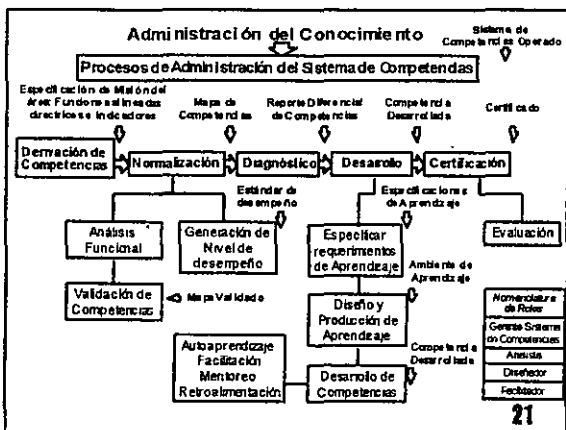 Administración del Conocimiento
Sistema de
Competencias Operado
Procesos de Administración del Sistema de Competencias
Especificación de Misión del
Área: Funciones alineadas
directrices e indicadores
Mapa de
Competencias
Reporte Diferencial
de Competencias
Competencia
Desarrollada
Certificado
Derivación de
Competencias
Normalización
Diagnóstico
Desarrollo
Certificación
Estándar de
desempeño
Especificaciones
de Aprendizaje
Análisis
Funcional
Generación de
Nivel de
desempeño
Especificar
requerimientos
de Aprendizaje
Evaluación
Validación de
Competencias
Mapa Validado
Ambiente de
Aprendizaje
Diseño y
Producción de
Aprendizaje
Nomenclatura
de Roles
Gerente Sistema
de Competencias
Analista
Diseñador
Facilitador
Autoaprendizaje
Facilitación
Mentoreo
Retroalimentación
Competencia
Desarrollada
Desarrollo de
Competencias
21